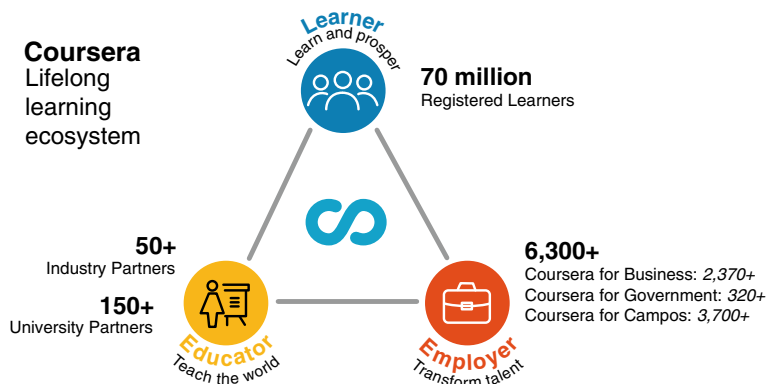 Coursera
Lifelong
learning
ecosystem
Learner
Learn and prosper
70 million
Registered Learners
50+
Industry Partners
150+
University Partners
Educator
Teach the world
6,300+
Coursera for Business: 2,370+
Coursera for Government: 320+
Coursera for Campos: 3,700+
Employer
Transform talent